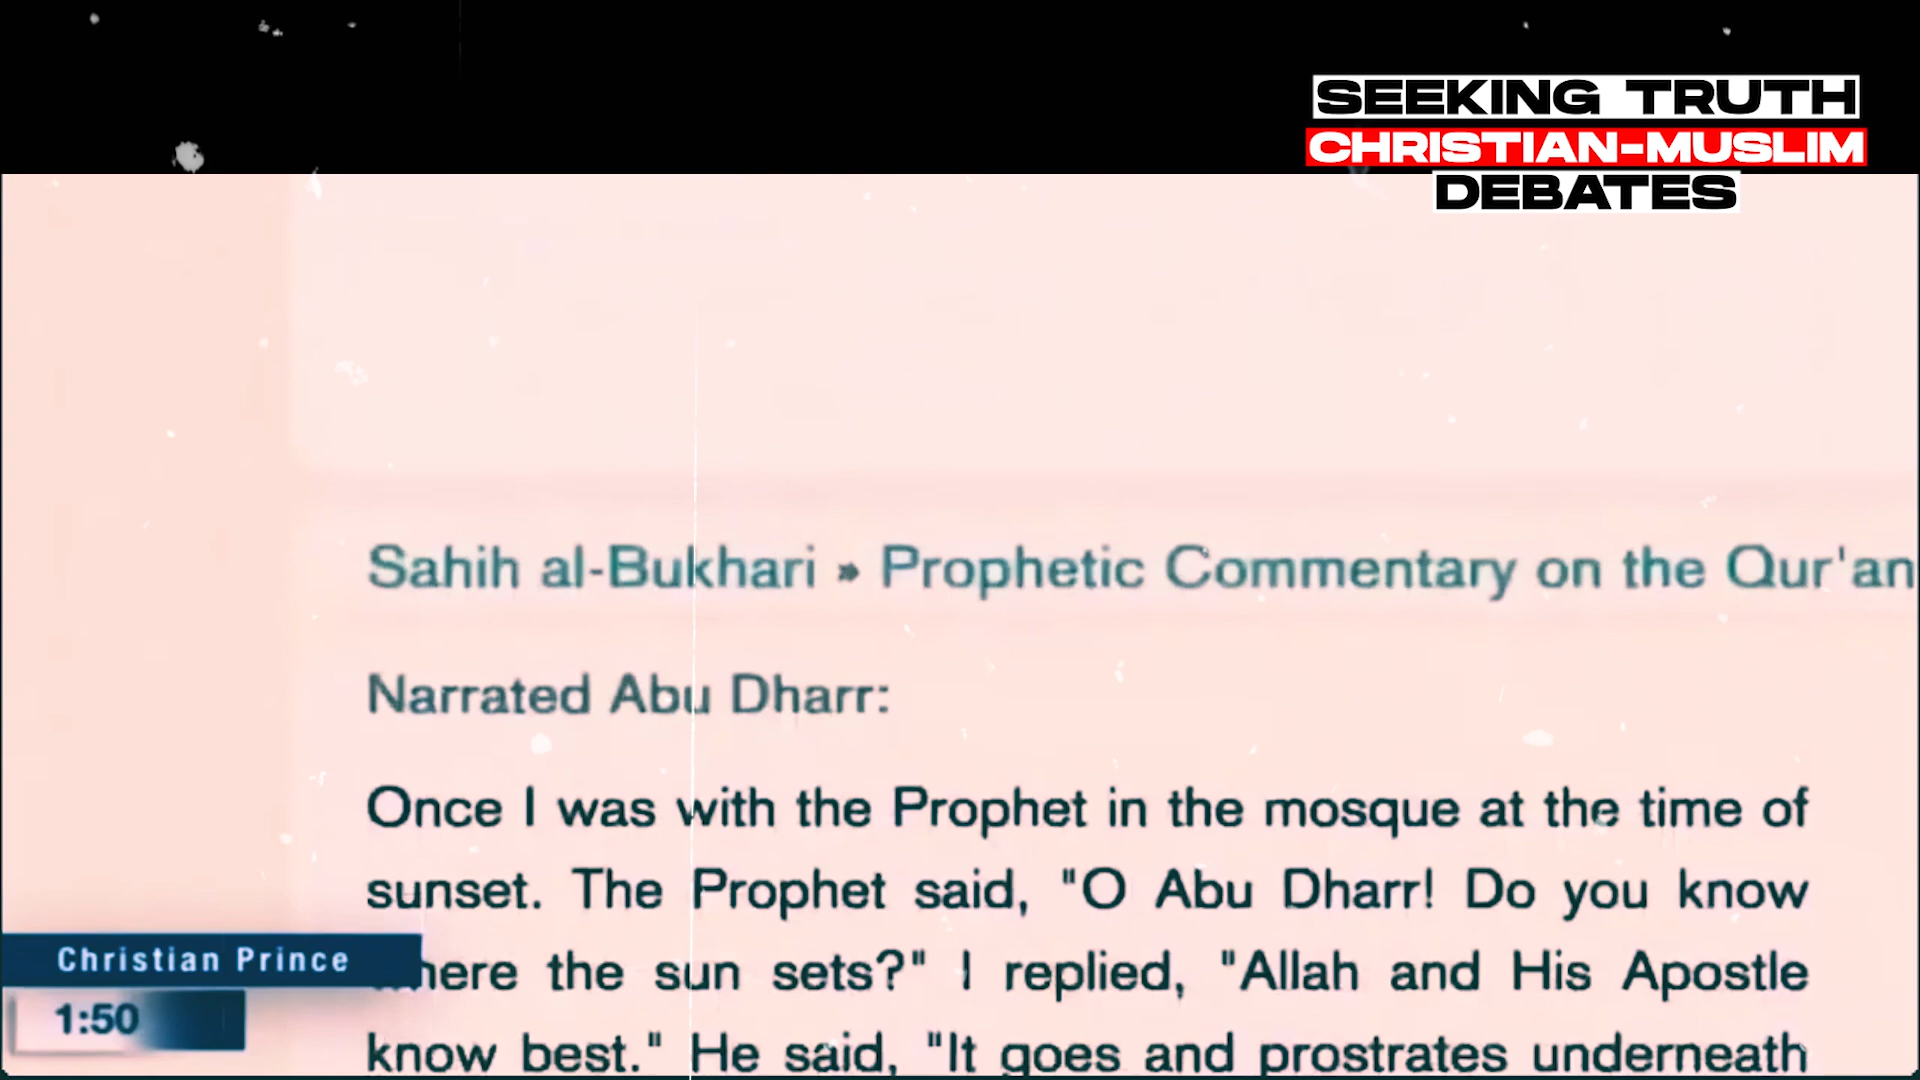 SEEKING TRUTH
CHRISTIAN-MUSLIM
DEBATES
Sahih al-Bukhari » Prophetic Commentary on the Qur'an
Narrated Abu Dharr:
Once I was with the Prophet in the mosque at the time of
sunset. The Prophet said, "O Abu Dharr! Do you know
here the sun sets?" I replied, "Allah and His Apostle
know best." He said, "It goes and prostrates underneath
Christian Prince
1:50